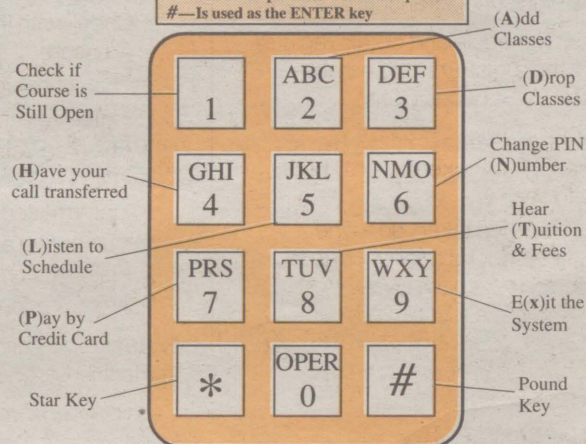 #—Is used as the ENTER key
(A)dd
Classes
Check if
Course is
Still Open
1
ABC
2
DEF
3
(D)rop
Classes
(H)ave your
call transferred
GHI
4
JKL
5
NMO
6
Change PIN
(N)umber
(L)isten to
Schedule
Hear
(T)uition
& Fees
(P)ay by
Credit Card
PRS
7
TUV
8
WXY
9
E(x)it the
System
Star Key
*
OPER
0
#
Pound
Key